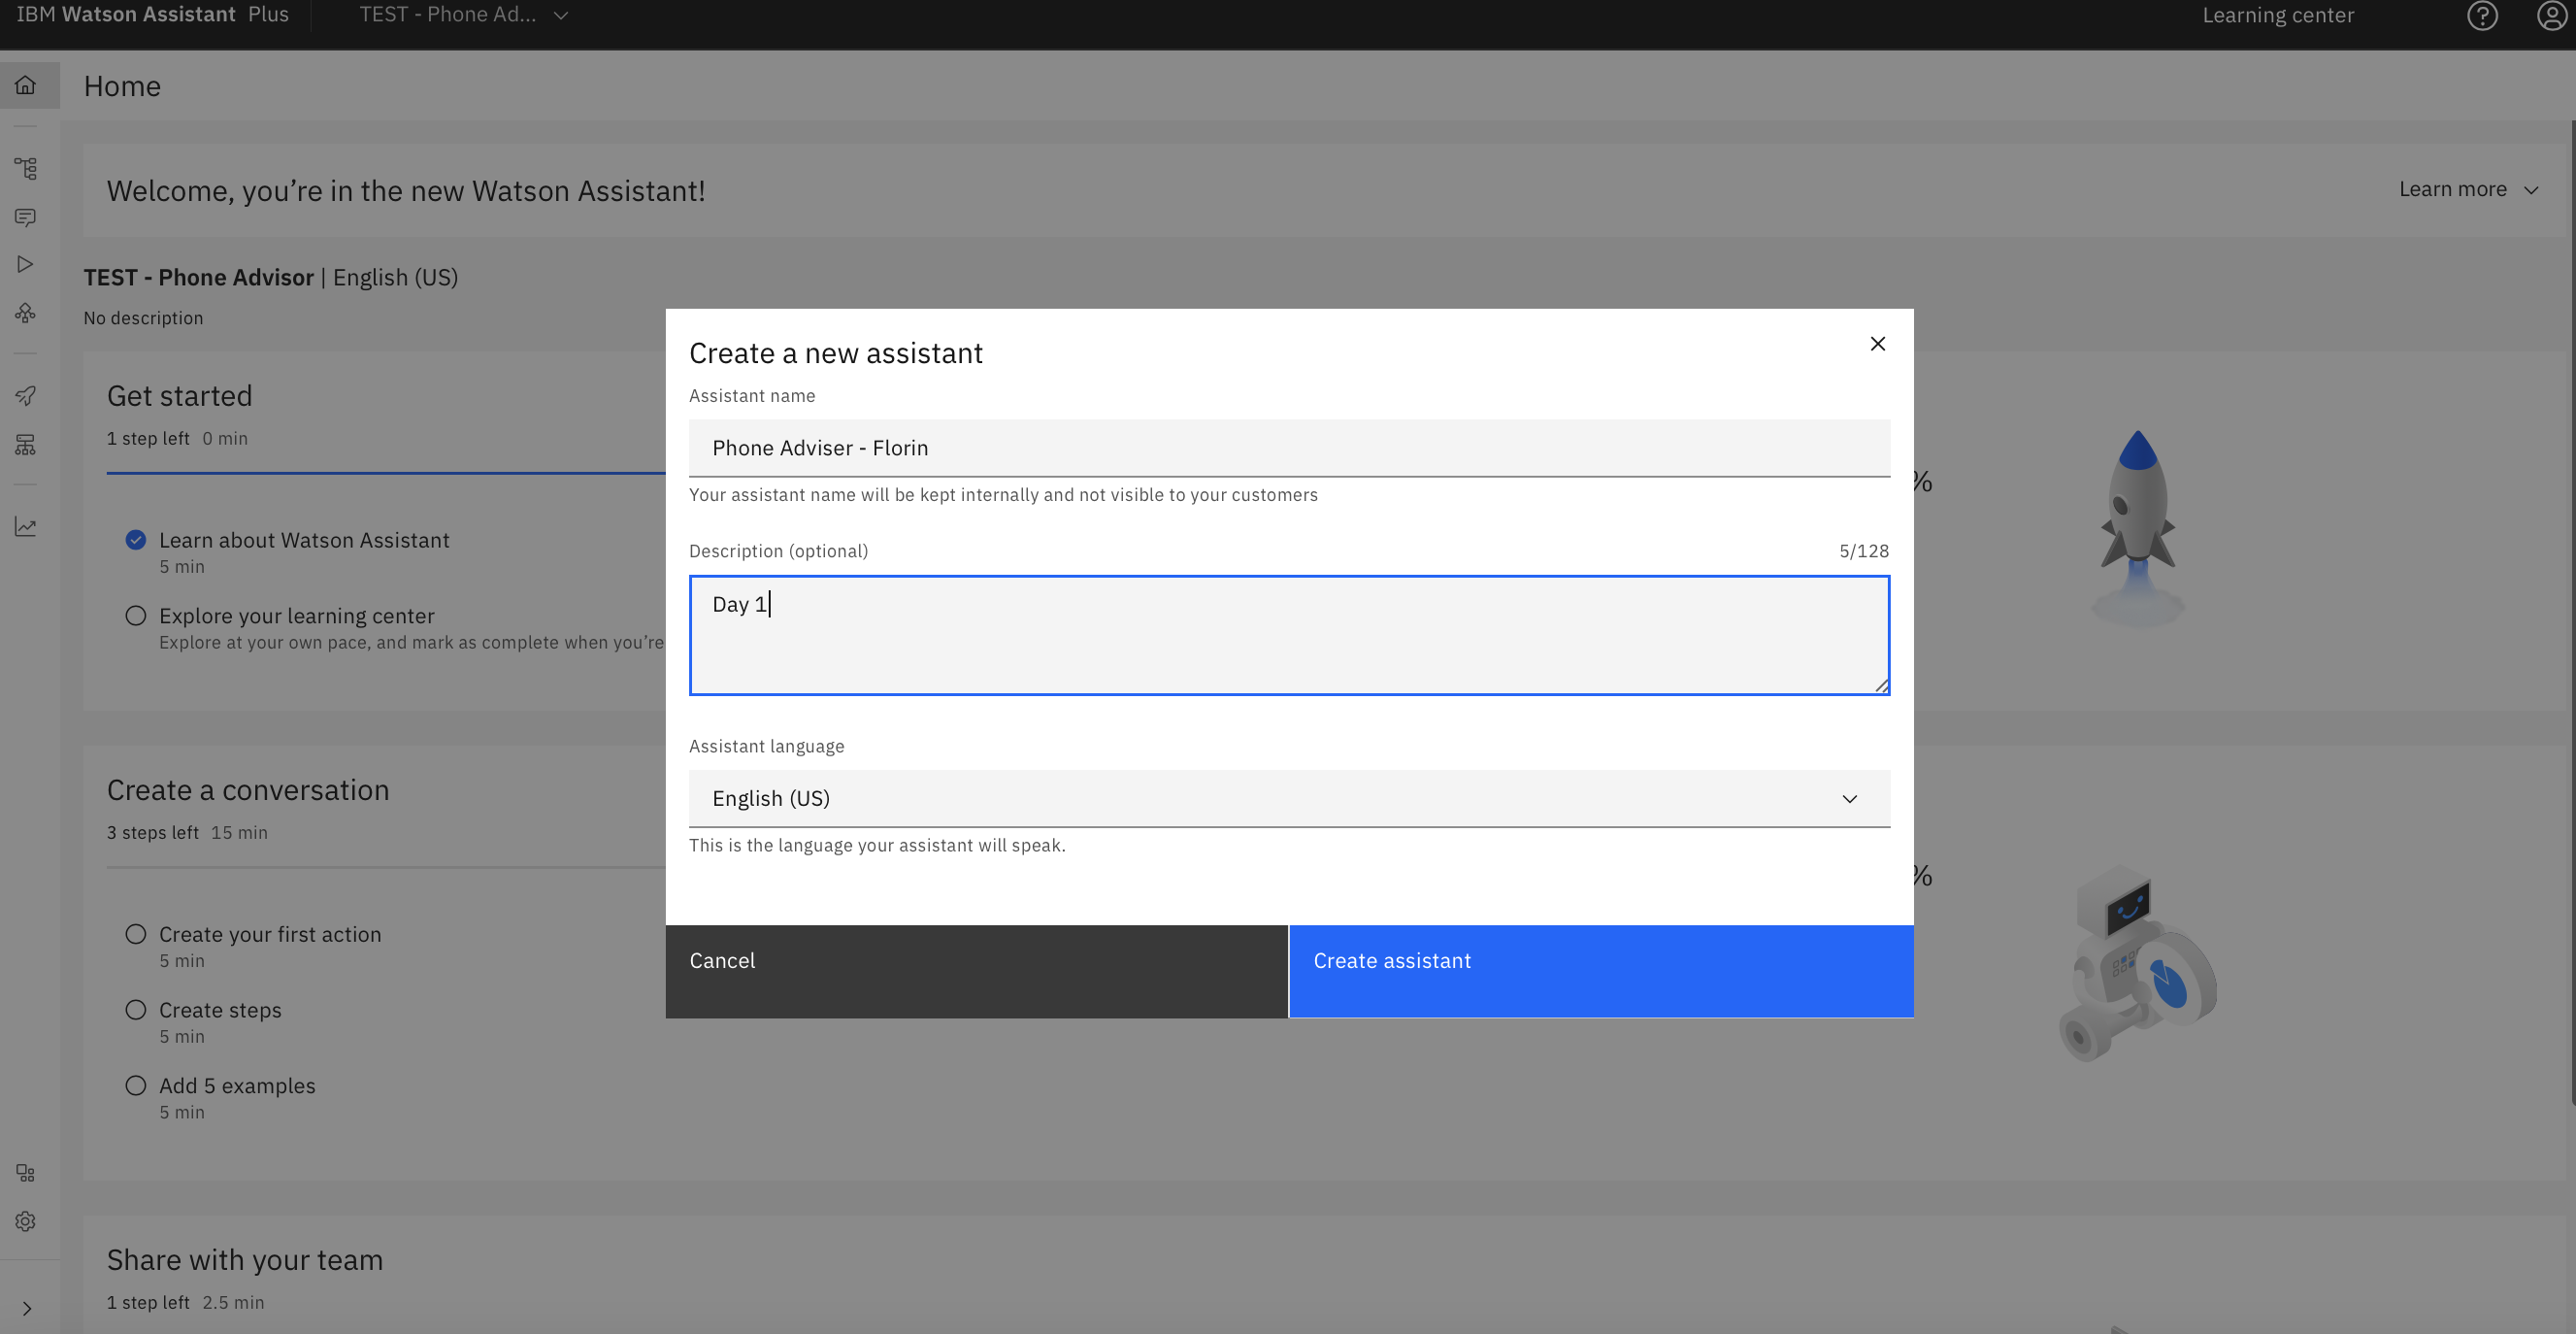 IBM Watson Assistant Plus
TEST - Phone Ad...
Learning center
Home
Welcome, you’re in the new Watson Assistant!
Learn more
TEST - Phone Advisor | English (US)
No description
Get started
1 step left 0 min
%
Learn about Watson Assistant
5 min
Explore your learning center
Explore at your own pace, and mark as complete when you’re
Create a conversation
3 steps left 15 min
%
Create your first action
5 min
Create steps
5 min
Add 5 examples
5 min
Share with your team
1 step left 2.5 min
Create a new assistant
Assistant name
Phone Adviser - Florin
Your assistant name will be kept internally and not visible to your customers
Description (optional)
5/128
Day 1
Assistant language
English (US)
This is the language your assistant will speak.
Cancel
Create assistant